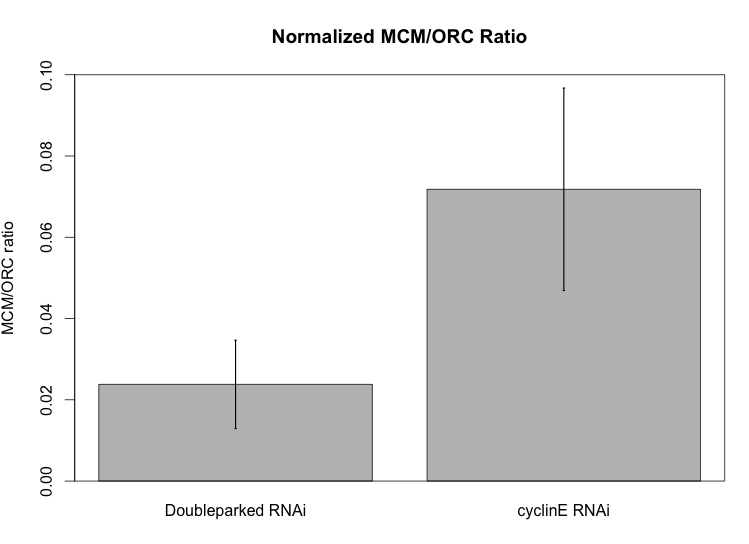 Normalized MCM/ORC Ratio
MCM/ORC ratio
0.10
0.08
0.06
0.04
0.02
0.00
Doubleparked RNAi
cyclinE RNAi